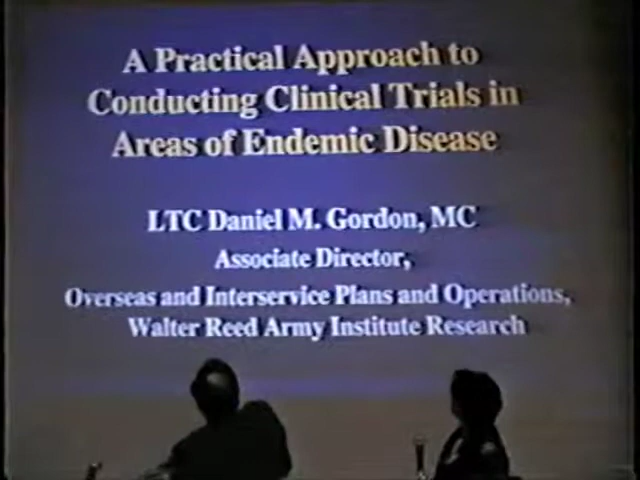 A Practical Approach to
Conducting Clinical Trials in
Areas of Endemic Disease
LTC Daniel M. Gordon, MC
Associate Director,
Overseas and Interservice Plans and Operations,
Walter Reed Army Institute Research